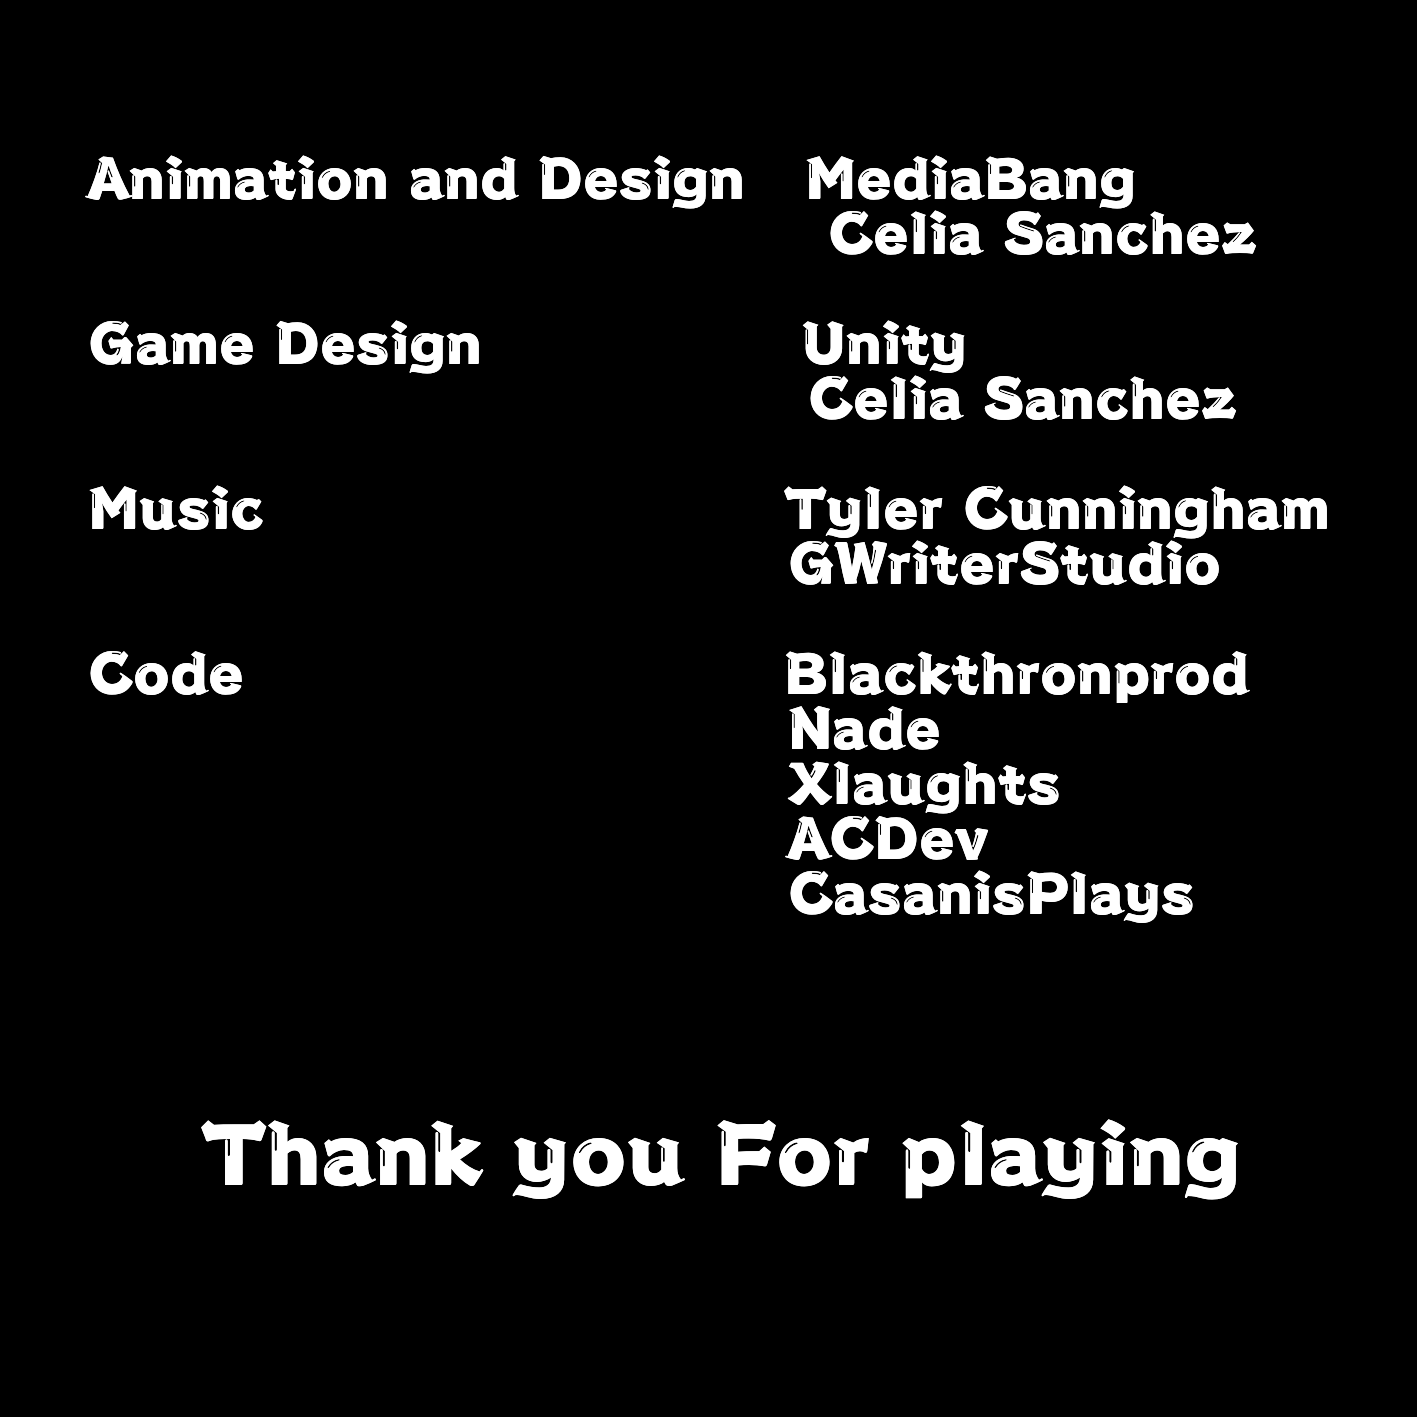 Animation and Design MediaBang
Celia Sanchez
Game Design Unity
Celia Sanchez
Music Tyler Cunningham
GWriterStudio
Code Blackthronprod
Nade
Xlaughts
ACDev
CasanisPlays
Thank you For playing